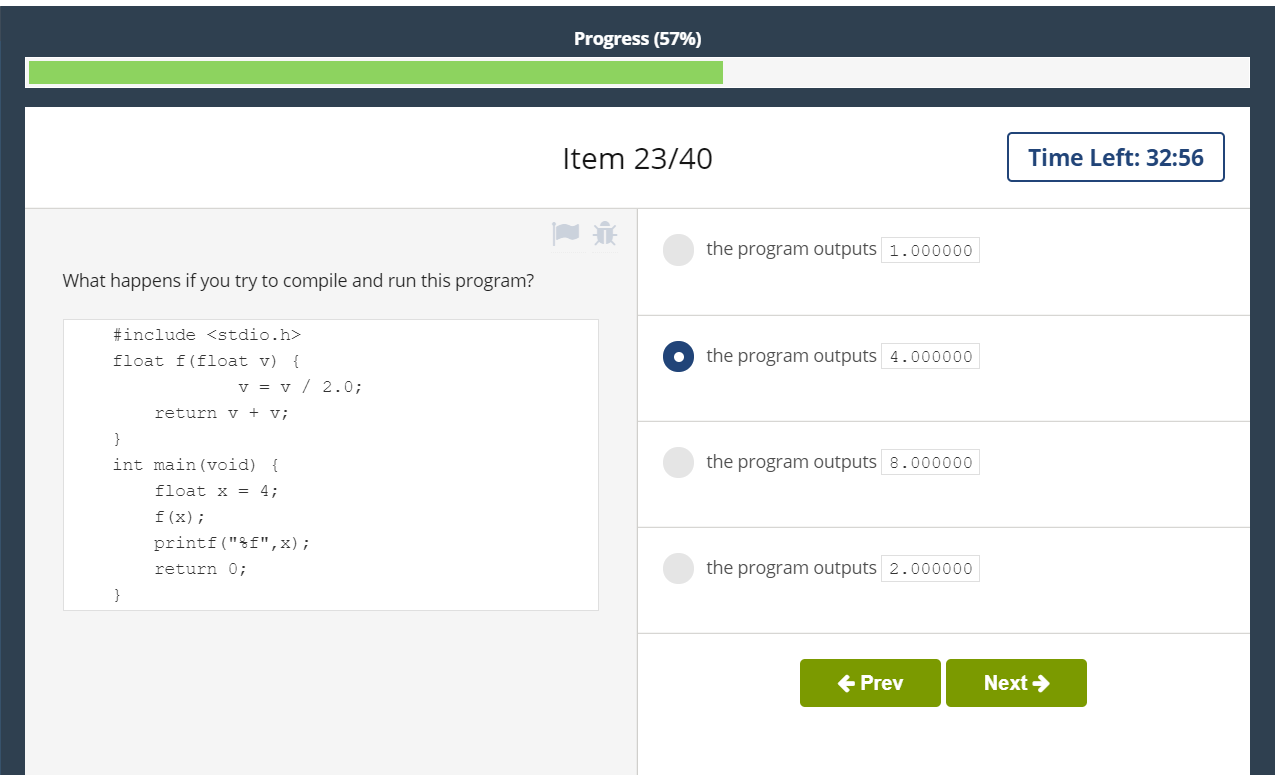 Progress (57%)
Item 23/40
Time Left: 32:56
What happens if you try to compile and run this program?
#include <stdio.h>
float f(float v) {
            v = v / 2.0;
    return v + v;
}
int main(void) {
    float x = 4;
    f(x);
    printf("%f",x);
    return 0;
}
the program outputs 1.000000
the program outputs 4.000000
the program outputs 8.000000
the program outputs 2.000000
Prev
Next